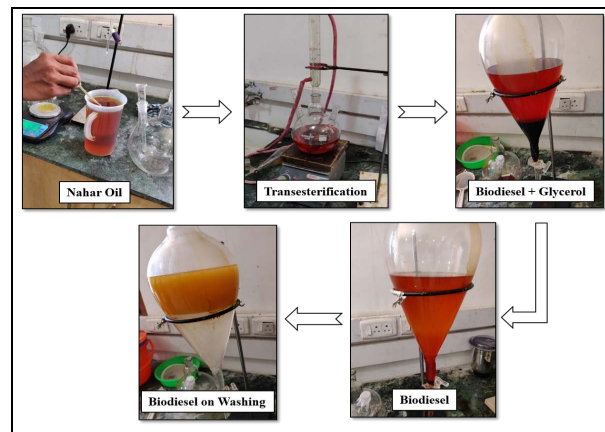 Nahar Oil
Transesterification
Biodiesel + Glycerol
Biodiesel on Washing
Biodiesel